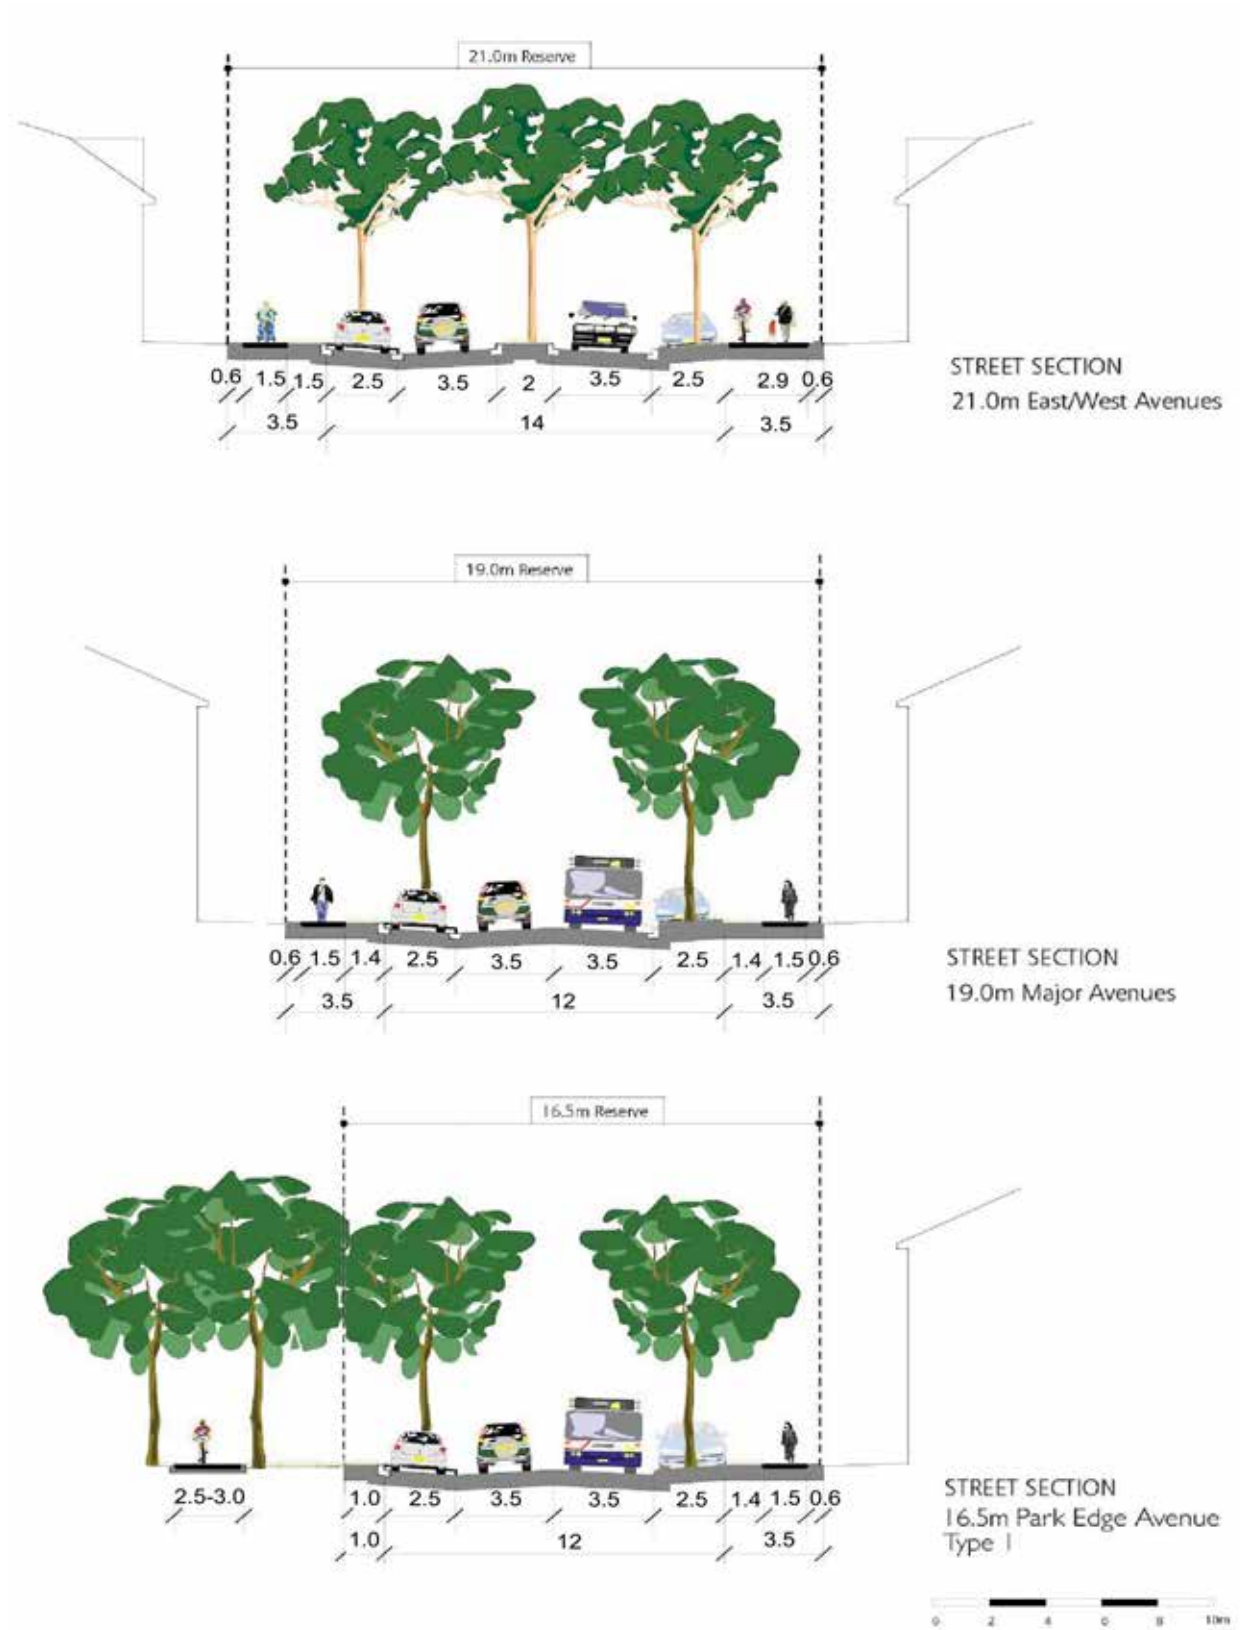 21.0m Reserve
0.6 1.5 1.5 2.5 3.5 2 3.5 2.5 2.9 0.6
3.5 14 3.5
STREET SECTION
21.0m East/West Avenues
19.0m Reserve
0.6 1.5 1.4 2.5 3.5 3.5 2.5 1.4 1.5 0.6
3.5 12 3.5
STREET SECTION
19.0m Major Avenues
16.5m Reserve
2.5-3.0 1.0 2.5 3.5 3.5 2.5 1.4 1.5 0.6
1.0 12 3.5
STREET SECTION
16.5m Park Edge Avenue
Type 1
0 2 4 6 8 10m